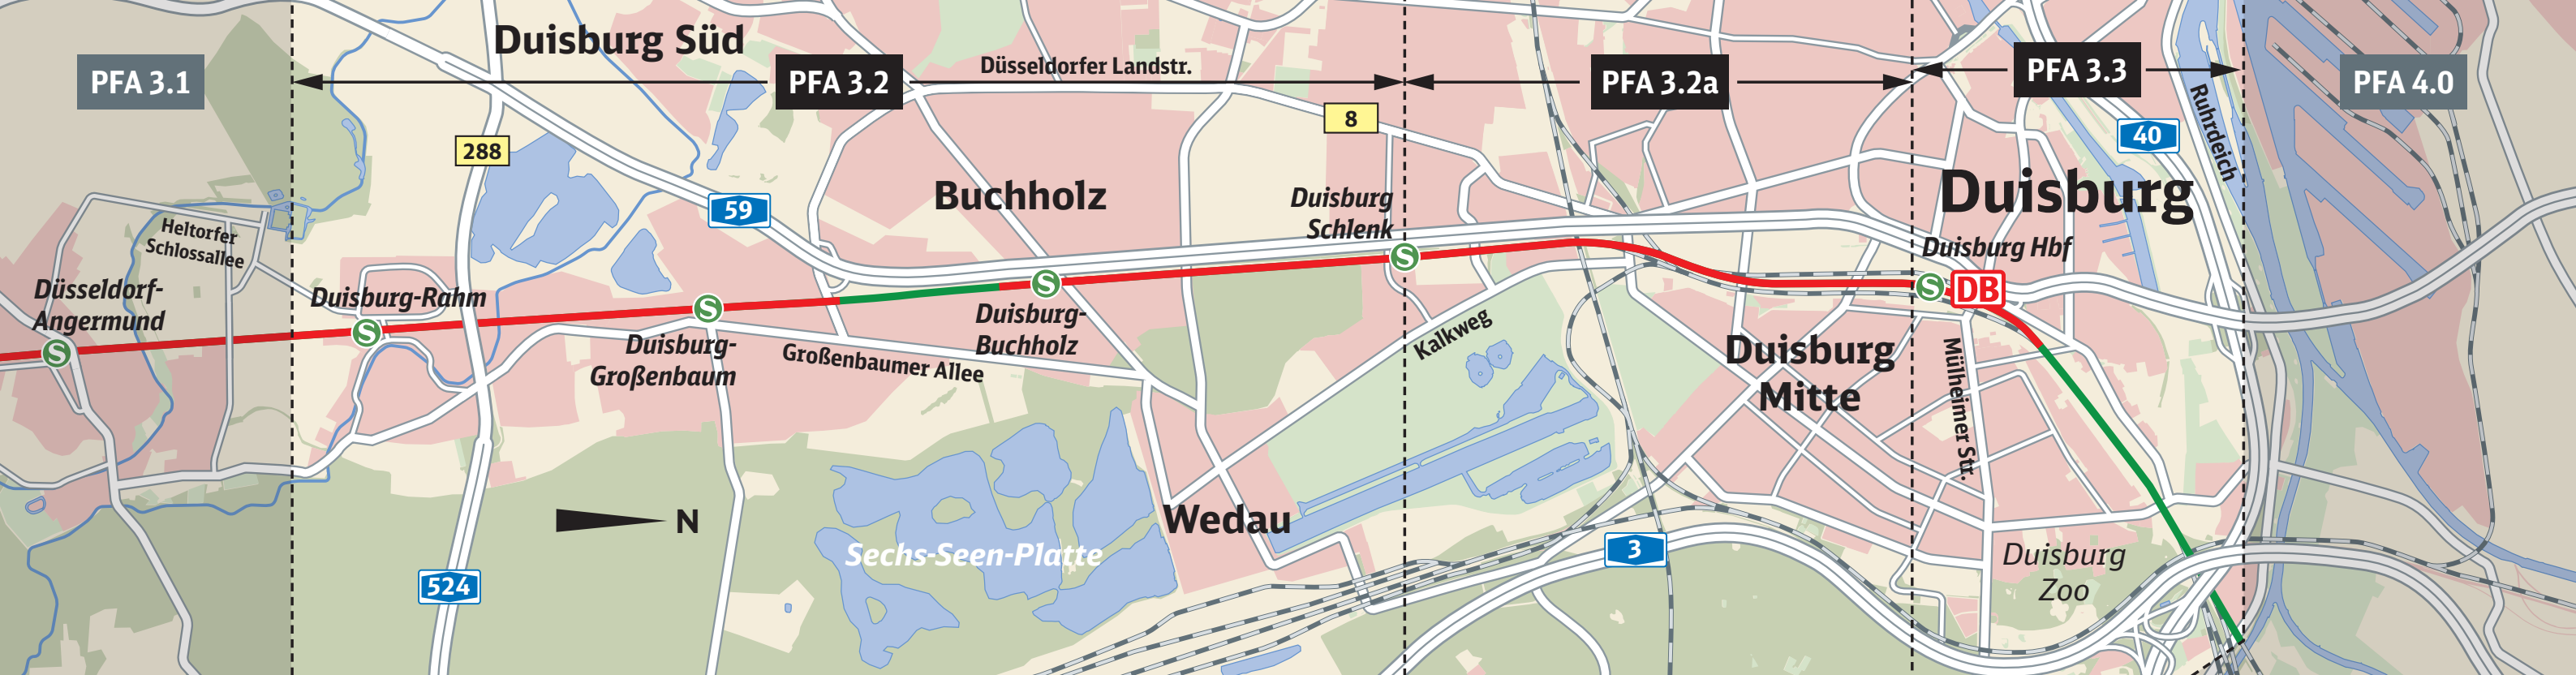 Duisburg Süd
PFA 3.1
PFA 3.2
Düsseldorfer Landstr.
PFA 3.2a
PFA 3.3
PFA 4.0
8
40
Ruhrdeich
288
59
Buchholz
Duisburg
Schlenk
Duisburg
Heltorfer
Schlossallee
Duisburg Hbf
Düsseldorf-
Angermund
S
Duisburg-Rahm
S
S
S
S
S
DB
Duisburg-
Großenbaum
Großenbaumer Allee
Duisburg-
Buchholz
Kalkweg
Duisburg
Mitte
Mülheimer Str.
N
Wedau
Sechs-Seen-Platte
3
Duisburg
Zoo
524